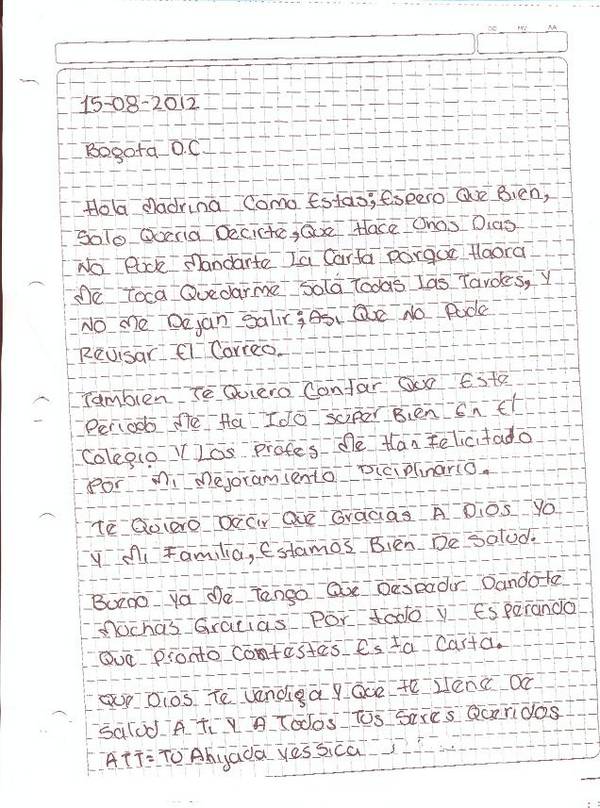 DD MM AA
15-08-2012
Bogota D.C
Hola Madrina Como Estas; Espero Que Bien,
Solo Queria Decirte, Que Hace Unos Dias
No Pude Mandarte La Carta Porque Haora
Me Toca Quedarme Sola Todas Las Tardes, Y
No Me Dejan Salir; Asi Que No Pude
Revisar El Correo.
Tambien Te Quiero Contar Que Este
Periodo Me Ha Ido super Bien En El
Colegio Y Los Profes Me Han Felicitado
Por Mi Mejoramiento Diciplinario.
Te Quiero Decir Que Gracias A Dios Yo
Y Mi Familia, Estamos Bien De Salud.
Bueno Ya Me Tengo Que Despedir Dandote
Muchas Gracias Por todo Y Esperando
Que Pronto Contestes Esta Carta.
Que Dios Te Vendiga Y Que te Llene De
Salud A Ti Y A Todos Tus Seres Queridos
ATT= Tu Ahijada Yessica